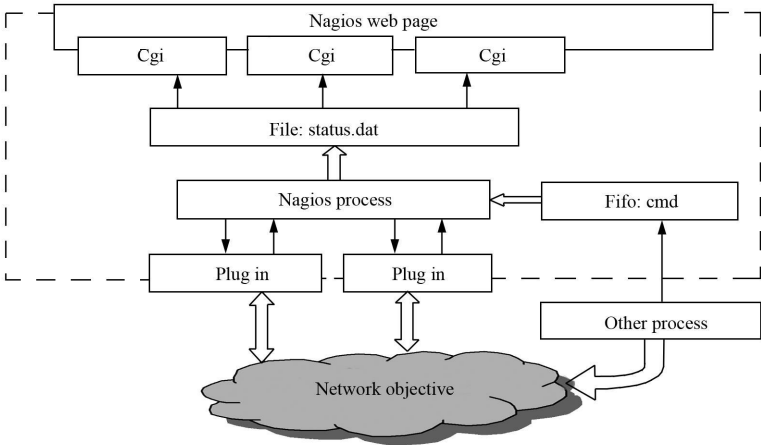 Nagios web page
Cgi
Cgi
Cgi
File: status.dat
Nagios process
Fifo: cmd
Plug in
Plug in
Other process
Network objective